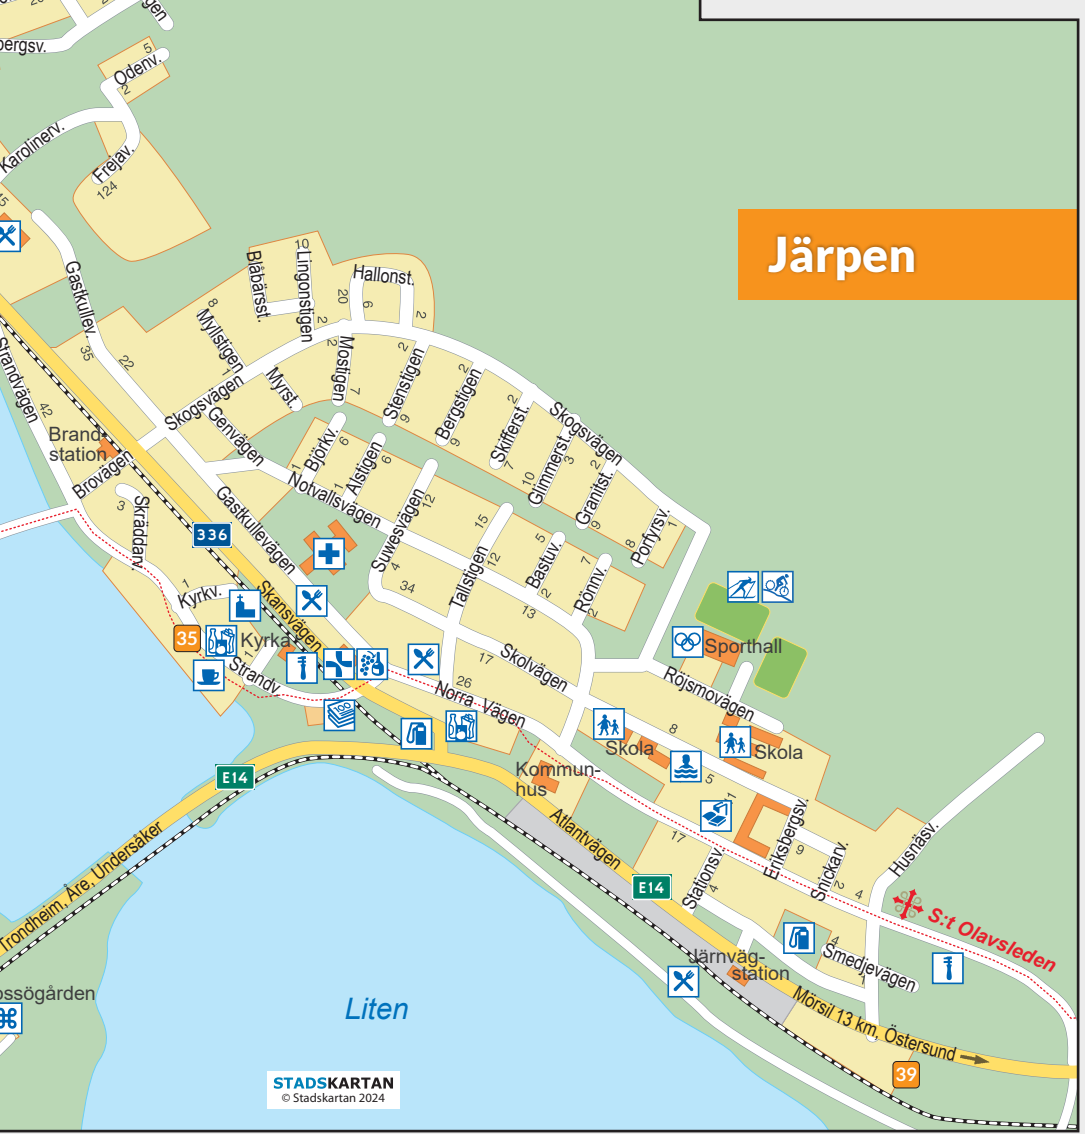 Järpen
Odenv.
5
2
Karolinerv.
Frejav.
124
Gastkullev.
35
22
Blåbärsst.
10
Lingonstigen
2
Hallonst.
20
6
2
8
Myllstigen
1
Myrst.
2
Mostigen
7
2
Stenstigen
9
2
Bergstigen
9
2
Skifferst.
7
Skogsvägen
Skogsvägen
10
Glimmerst.
3
2
Granitst.
9
8
Porfyrsv.
1
Genvägen
Strandvägen
42
Brand-
station
Brovägen
3
Skräddarv.
1
Björkv.
6
1
Älstigen
6
Notvallsvägen
Gastkullevägen
336
Suwesvägen
12
4
34
15
Tallstigen
12
5
Bastuv.
2
7
Rönnv.
2
13
1
Kyrkv.
Skansvägen
35
Kyrka
1
Strandv
17
Skolvägen
26
Norra Vägen
Sporthall
Röjsmovägen
8
Skola
Skola
5
E14
Kommun-
hus
Atlantvägen
17
11
Eriksbergsv.
9
Snickarv.
2
4
Husnäsv.
E14
Stationsv.
4
S:t Olavsleden
4
Smedjevägen
1
Järnväg-
station
Trondheim, Åre, Undersåker
Mörsil 13 km, Östersund
39
Liten
STADSKARTAN
© Stadskartan 2024